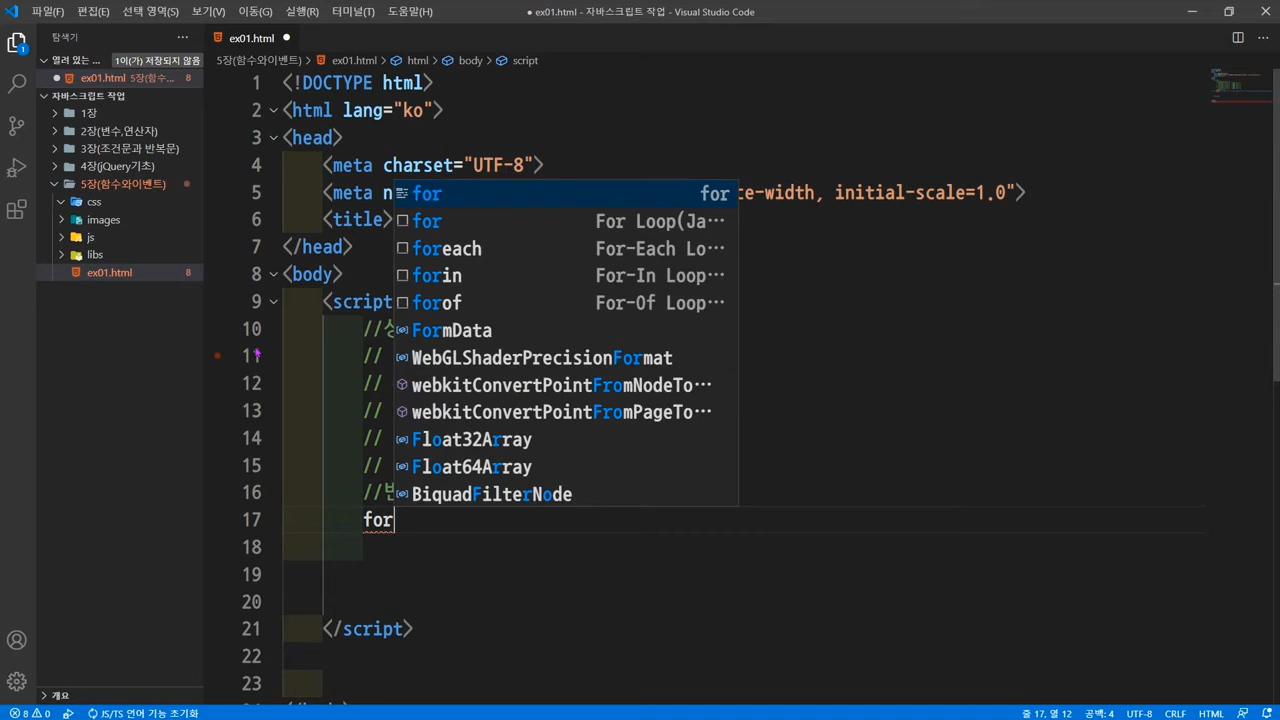 파일(F) 편집(E) 선택 영역(S) 보기(V) 이동(G) 실행(R) 터미널(T) 도움말(H)
● ex01.html - 자바스크립트 작업 - Visual Studio Code
탐색기 ···
열려 있는 … 1이(가) 저장되지 않음
● ex01.html 5장(함수… 8
자바스크립트 작업
1장
2장(변수,연산자)
3장(조건문과 반복문)
4장(jQuery기초)
5장(함수와이벤트)
css
images
js
libs
ex01.html 8
개요
ex01.html ●
5장(함수와이벤트) > ex01.html > html > body > script
1 <!DOCTYPE html>
2 <html lang="ko">
3 <head>
4 <meta charset="UTF-8">
5 <meta n e-width, initial-scale=1.0">
6 <title>
7 </head>
8 <body>
9 <script
10 //
11 //
12 //
13 //
14 //
15 //
16 //
17 for
18
19
20
21 </script>
22
23
for for
for For Loop(Ja···
foreach For-Each Lo···
forin For-In Loop···
forof For-Of Loop···
FormData
WebGLShaderPrecisionFormat
webkitConvertPointFromNodeTo···
webkitConvertPointFromPageTo···
Float32Array
Float64Array
BiquadFilterNode
8 0 JS/TS 언어 기능 초기화 줄 17, 열 12 공백: 4 UTF-8 CRLF HTML